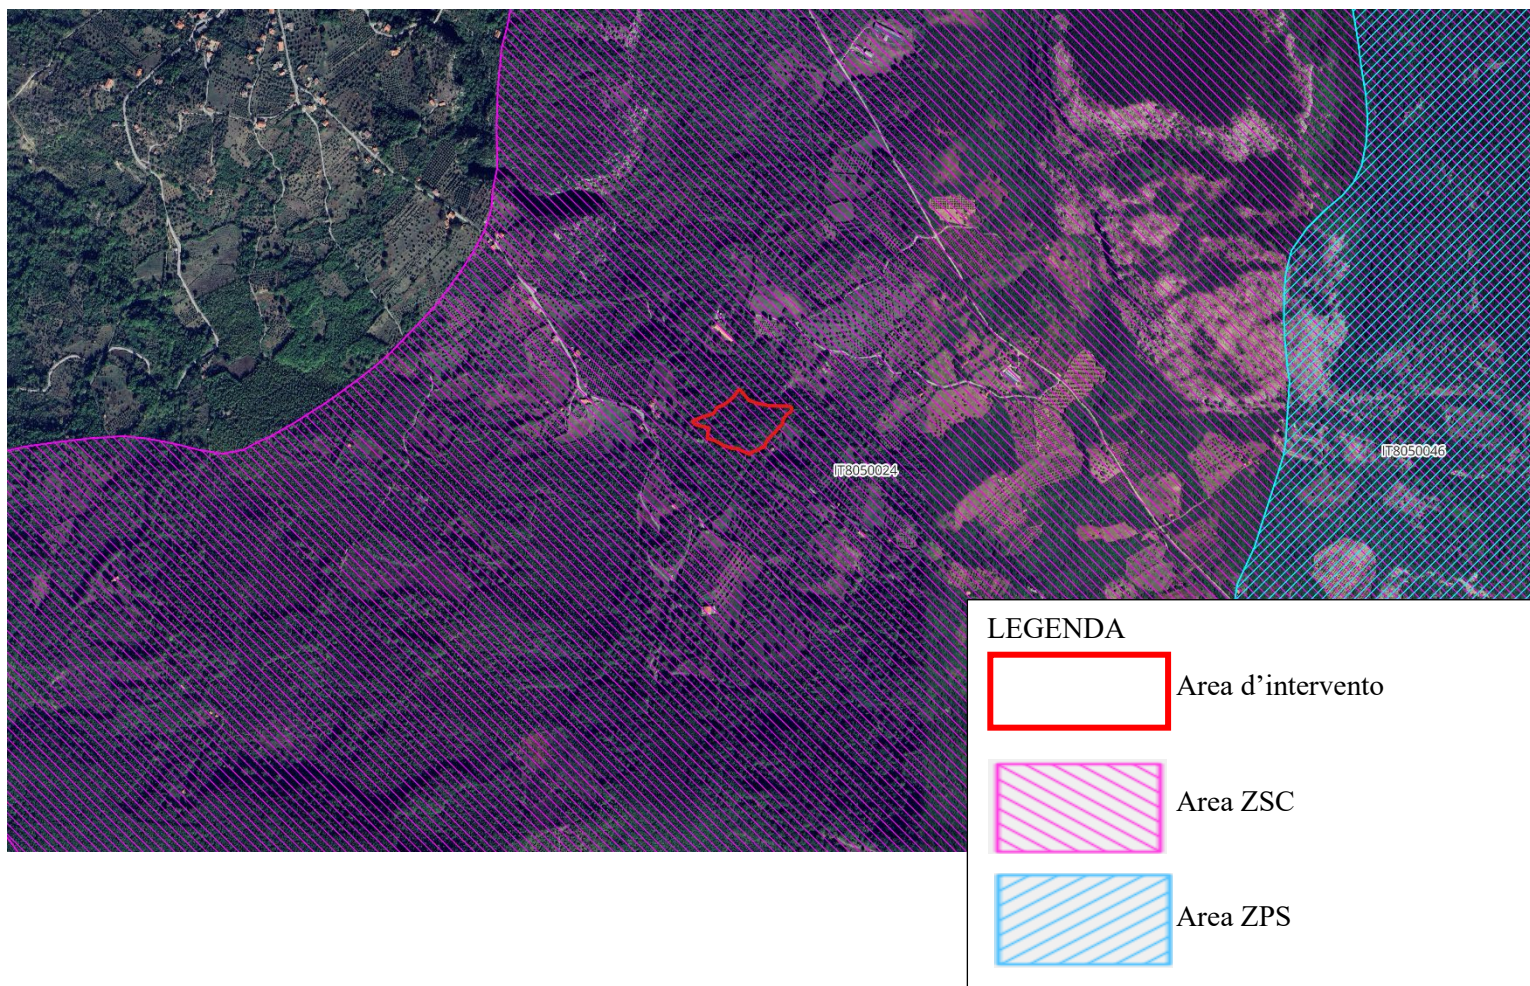 IT8050024
IT8050046
LEGENDA
Area d’intervento
Area ZSC
Area ZPS